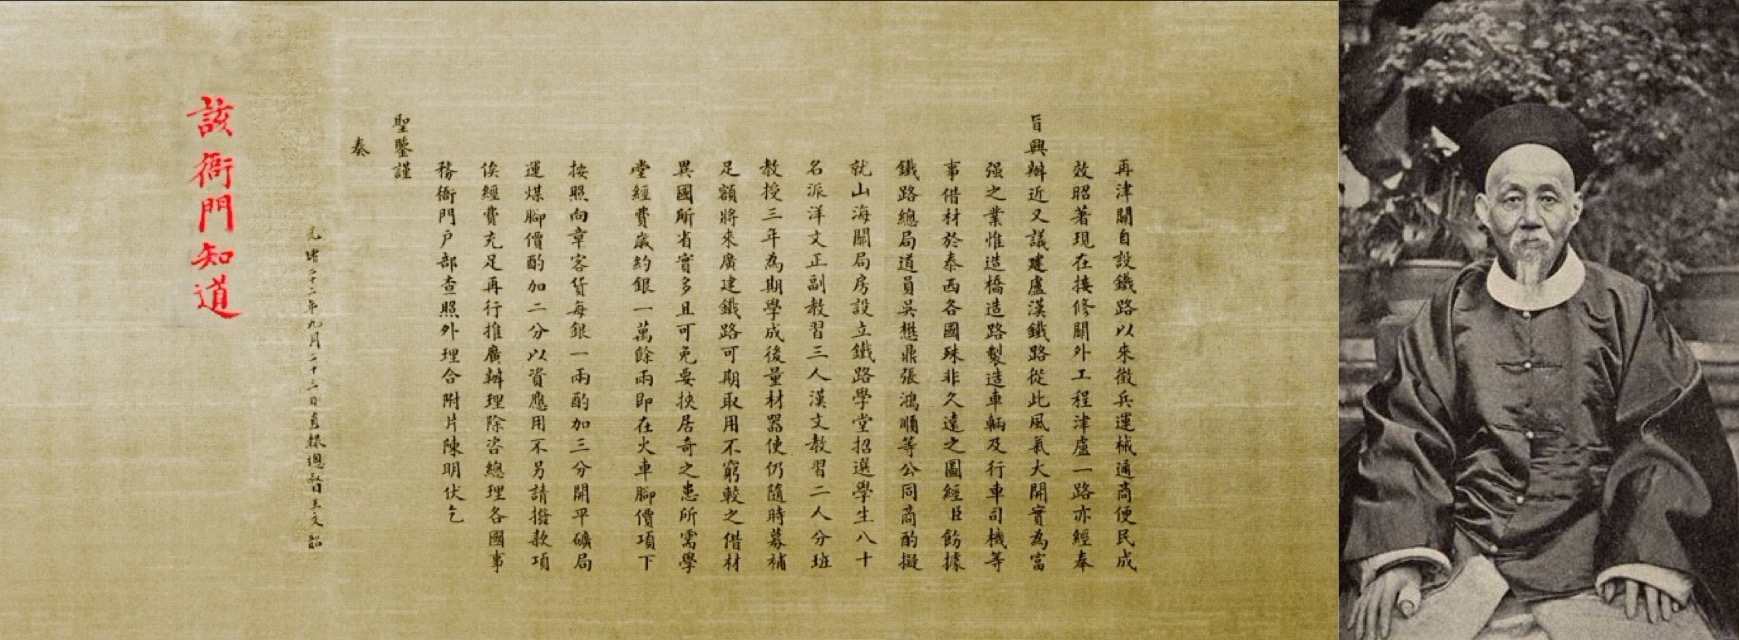 再津關自設鐵路以來徵兵運械通商便民成
效昭著現在接修關外工程津盧一路亦經奉
旨興辦近又議建盧漢鐵路從此風氣大開實為富
强之業惟造橋造路製造車輛及行車司機等
事借材於泰西各國殊非久遠之圖經臣飭據
鐵路總局道員吳懋鼎張鴻順等公同商酌擬
就山海關局房設立鐵路學堂招選學生八十
名派洋文正副教習三人漢文教習二人分班
教授三年為期學成後量材器使仍隨時募補
足額將來廣建鐵路可期取用不窮較之借材
異國所省實多且可免要挾居奇之患所需學
堂經費歲約銀一萬餘兩即在火車腳價項下
按照向章客貨每銀一兩酌加三分開平礦局
運煤腳價酌加二分以資應用不另請撥款項
俟經費充足再行推廣辦理除咨總理各國事
務衙門戶部查照外理合附片陳明伏乞
聖鑒謹
奏
光緒二十二年九月二十二日直隸總督王文韶
該衙門知道